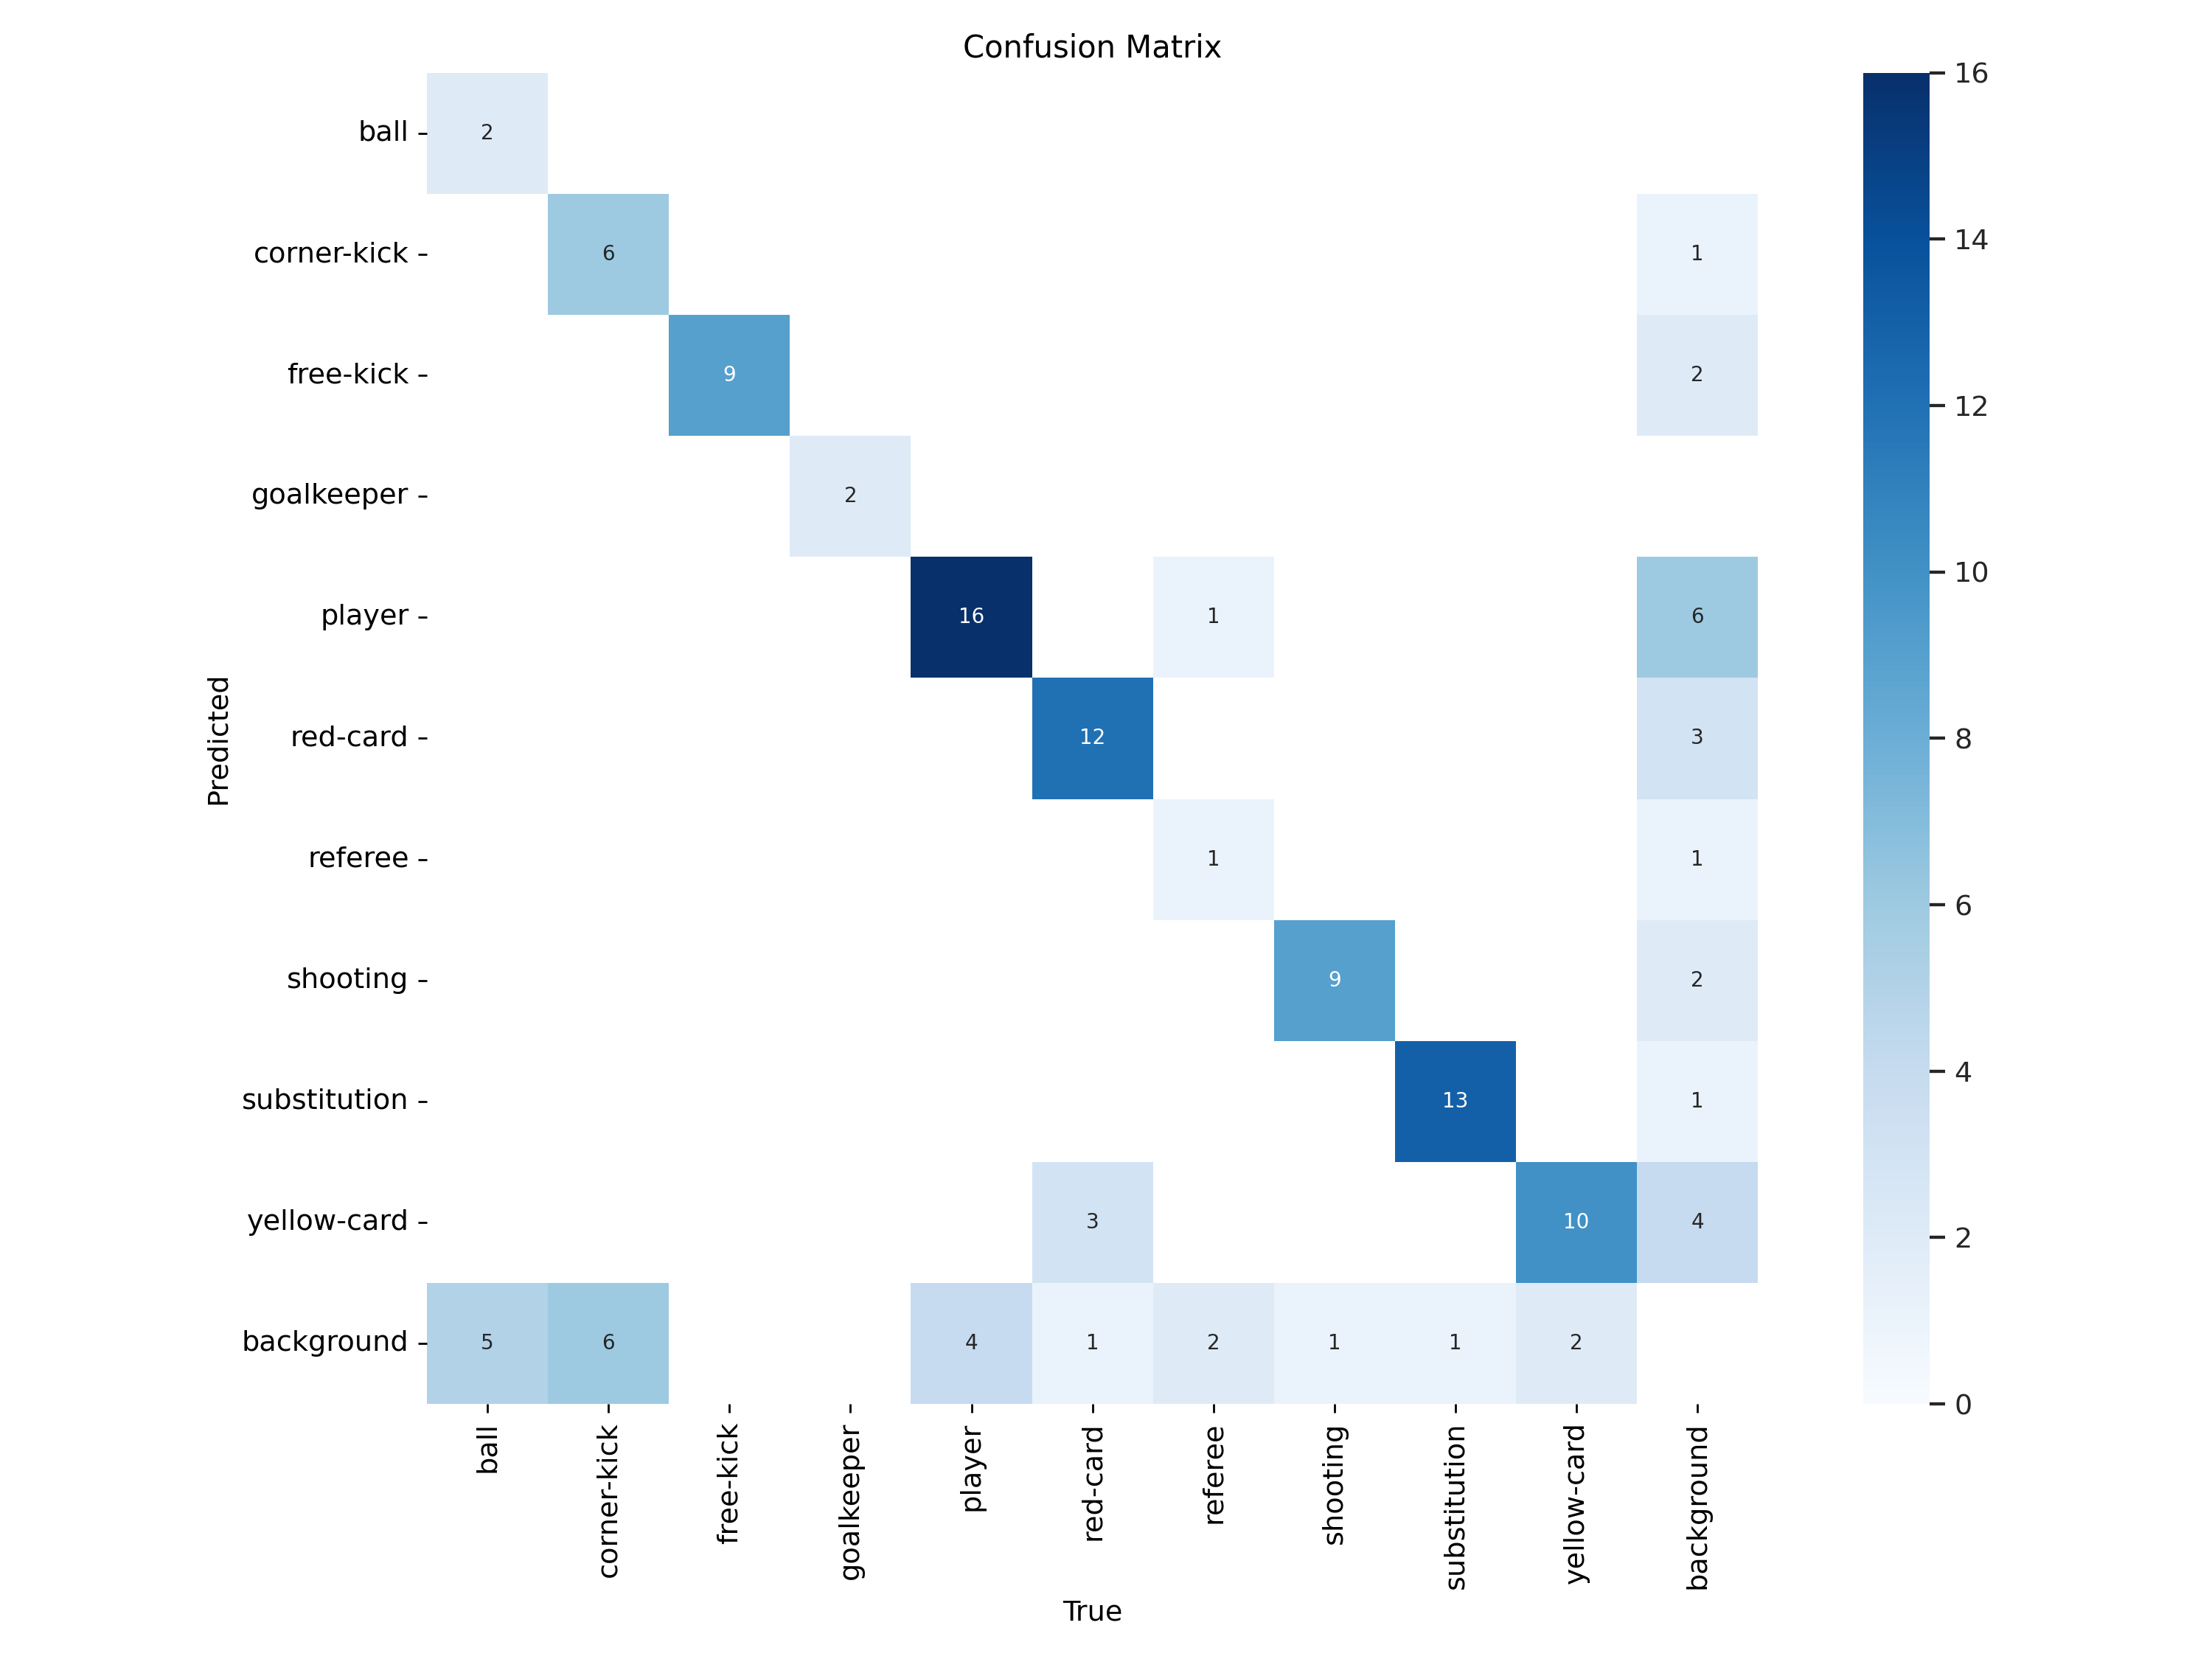 Confusion Matrix
ball
2
corner-kick
6
1
free-kick
9
2
goalkeeper
2
player
16
1
6
red-card
12
3
referee
1
1
shooting
9
2
substitution
13
1
yellow-card
3
10
4
background
5
6
4
1
2
1
1
2
Predicted
ball
corner-kick
free-kick
goalkeeper
player
red-card
referee
shooting
substitution
yellow-card
background
True
16
14
12
10
8
6
4
2
0